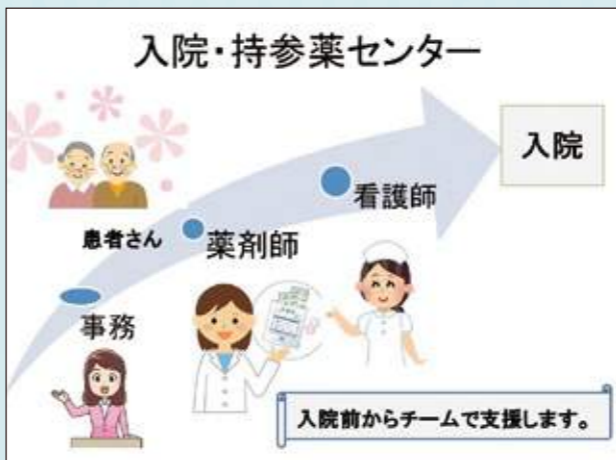 入院・持参薬センター
入院
看護師
患者さん
薬剤師
事務
入院前からチームで支援します。